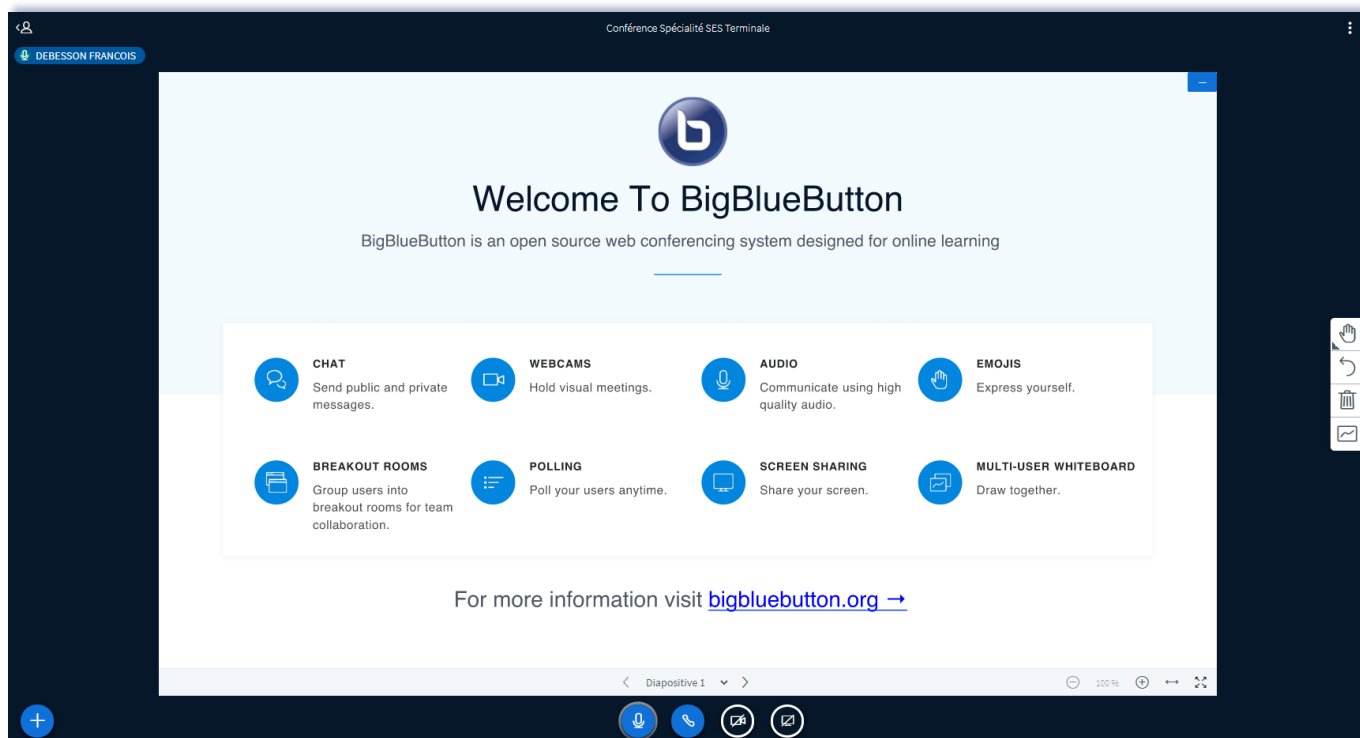 Conférence Spécialité SES Terminale
DEBESSON FRANCOIS
Welcome To BigBlueButton
BigBlueButton is an open source web conferencing system designed for online learning
CHAT
Send public and private
messages.
WEBCAMS
Hold visual meetings.
AUDIO
Communicate using high
quality audio.
EMOJIS
Express yourself.
BREAKOUT ROOMS
Group users into
breakout rooms for team
collaboration.
POLLING
Poll your users anytime.
SCREEN SHARING
Share your screen.
MULTI-USER WHITEBOARD
Draw together.
For more information visit bigbluebutton.org →
Diapositive 1
100 %